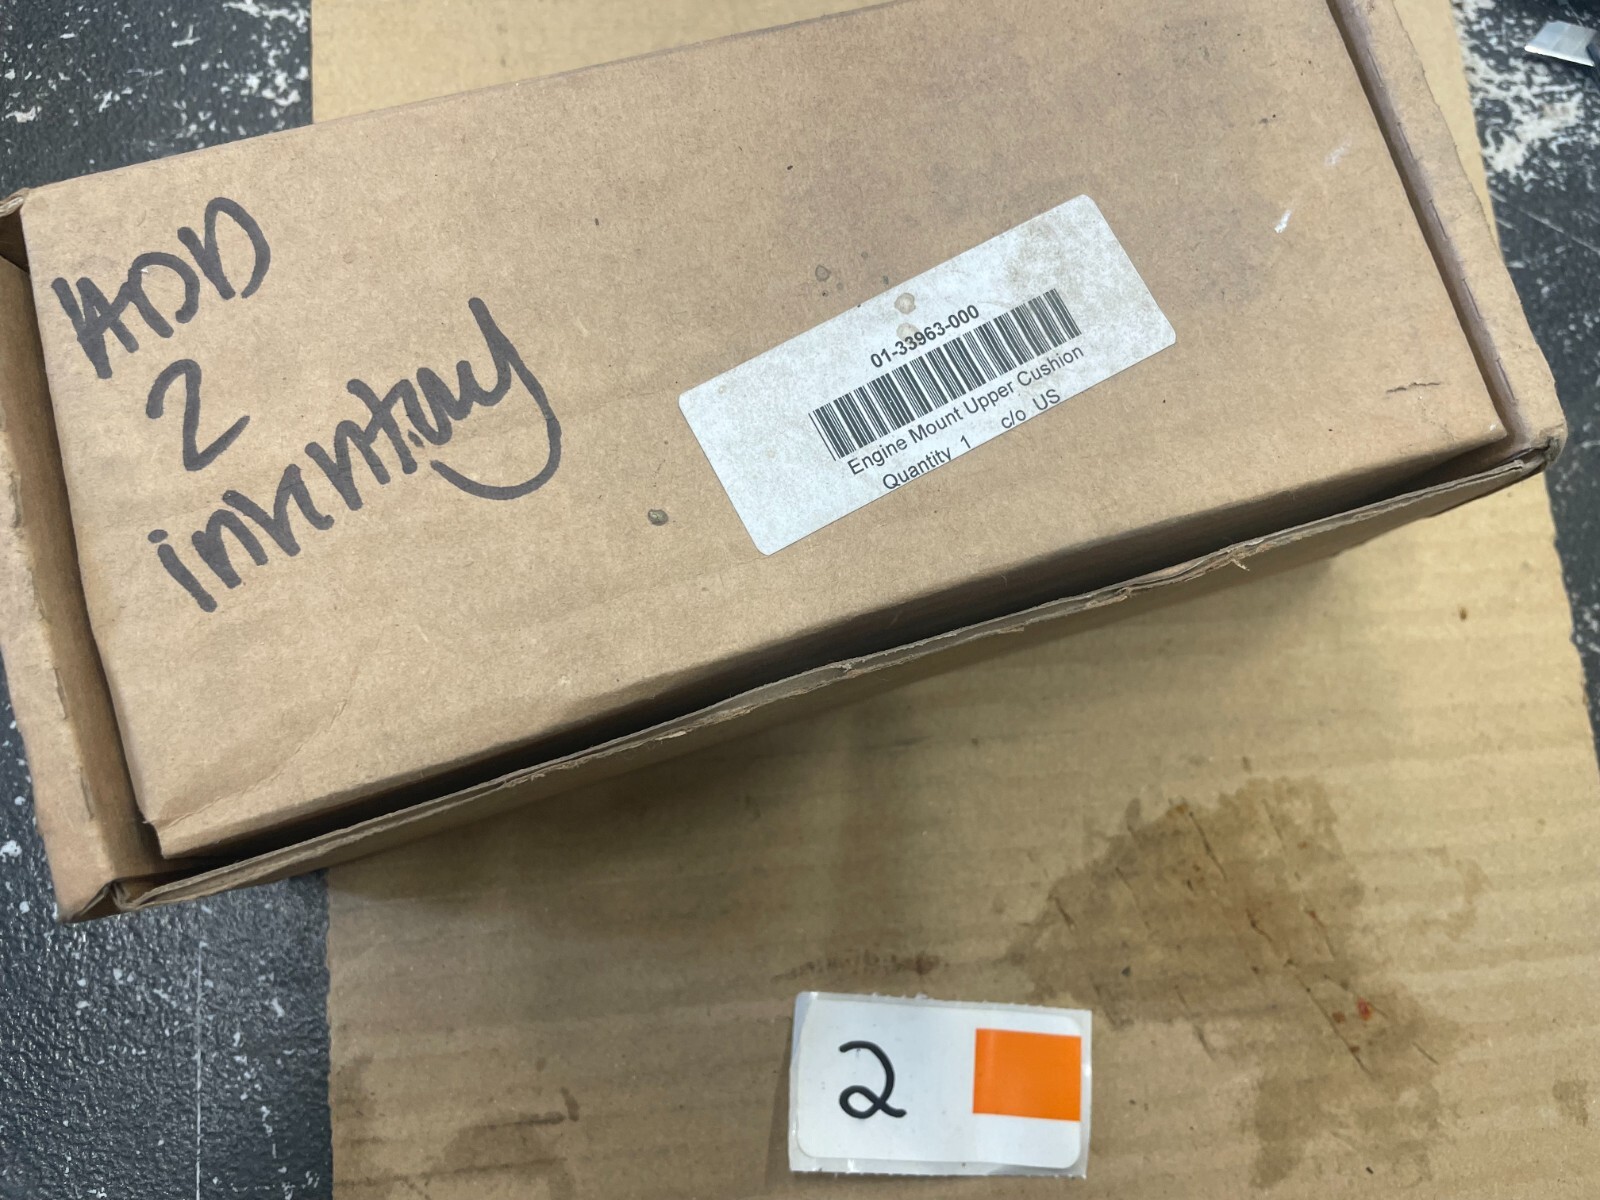 ADD
2
inventory
01-33963-000
Engine Mount Upper Cushion
Quantity 1 c/o US
2